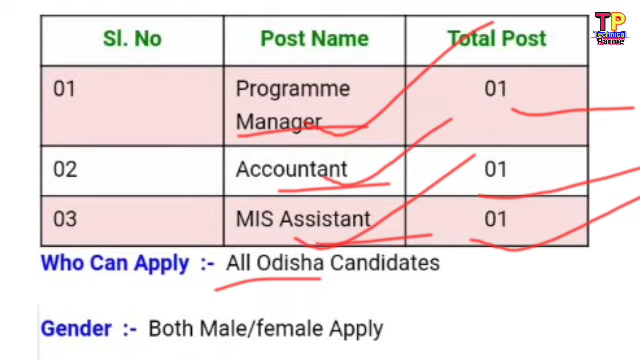 TP
Technical
Sl. No Post Name Total Post
01 Programme Manager 01
02 Accountant 01
03 MIS Assistant 01
Who Can Apply :- All Odisha Candidates
Gender :- Both Male/female Apply